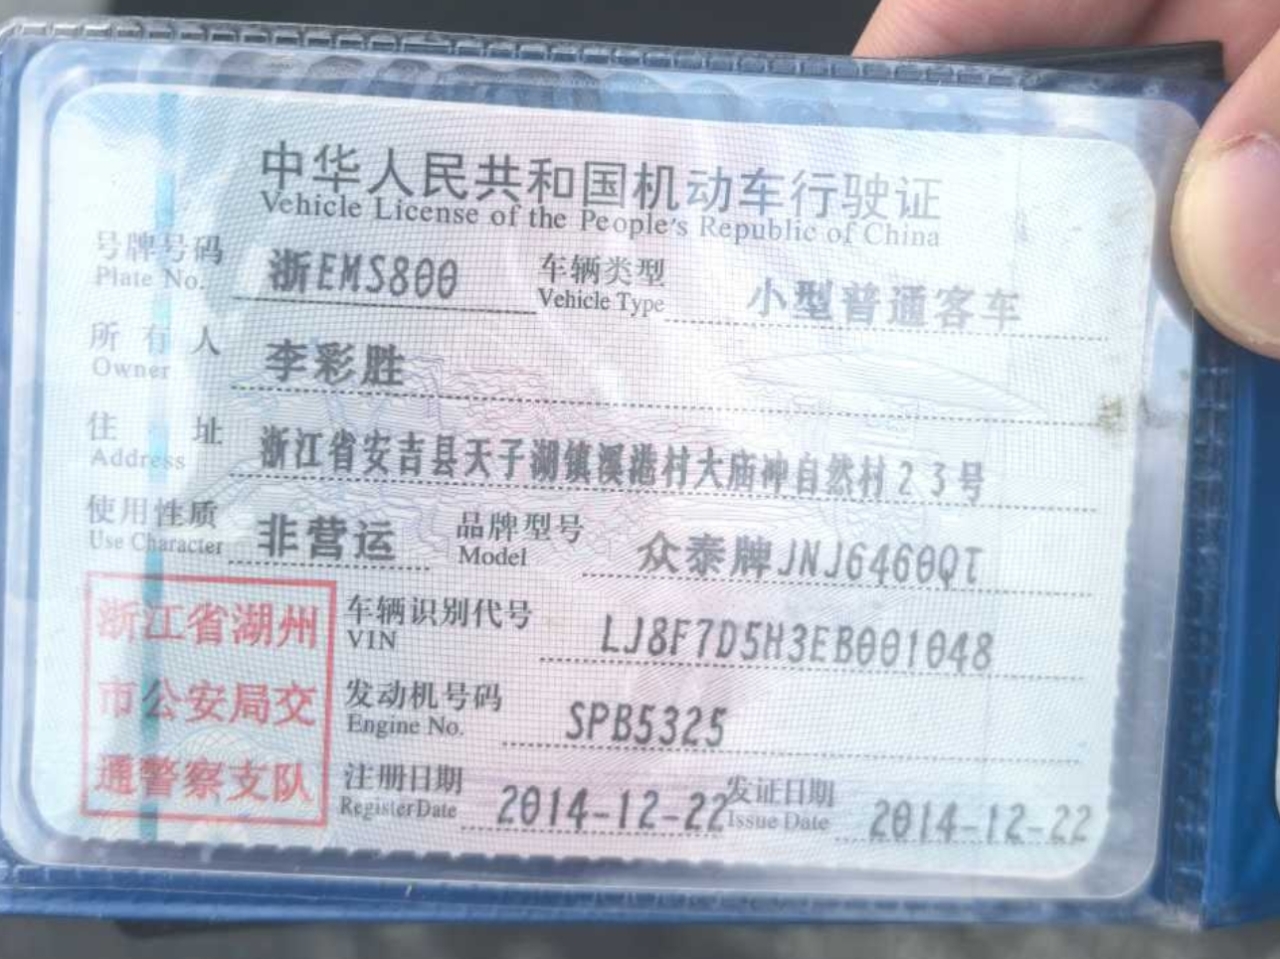 中华人民共和国机动车行驶证
Vehicle License of the People's Republic of China
号牌号码 浙EMS800 车辆类型 小型普通客车
Plate No. Vehicle Type
所有人 李彩胜
Owner
住址 浙江省安吉县天子湖镇溪港村大庙冲自然村23号
Address
使用性质 非营运 品牌型号 众泰牌JNJ6460QT
Use Character Model
浙江省湖州
市公安局交
通警察支队
车辆识别代号 LJ8F7D5H3EB001048
VIN
发动机号码 SPB5325
Engine No.
注册日期 2014-12-22 发证日期 2014-12-22
Register Date Issue Date